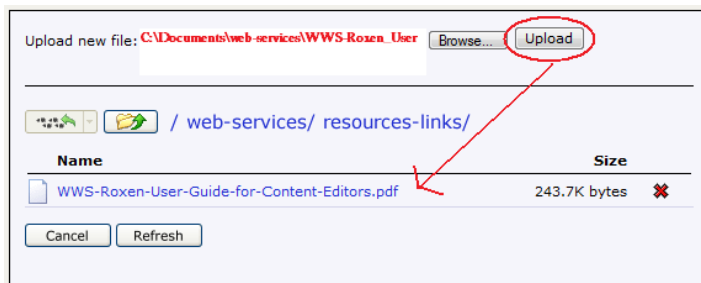 Upload new file: C:\Documents\web-services\WWS-Roxen_User Browse... Upload
/ web-services/ resources-links/
Name Size
WWS-Roxen-User-Guide-for-Content-Editors.pdf 243.7K bytes
Cancel Refresh